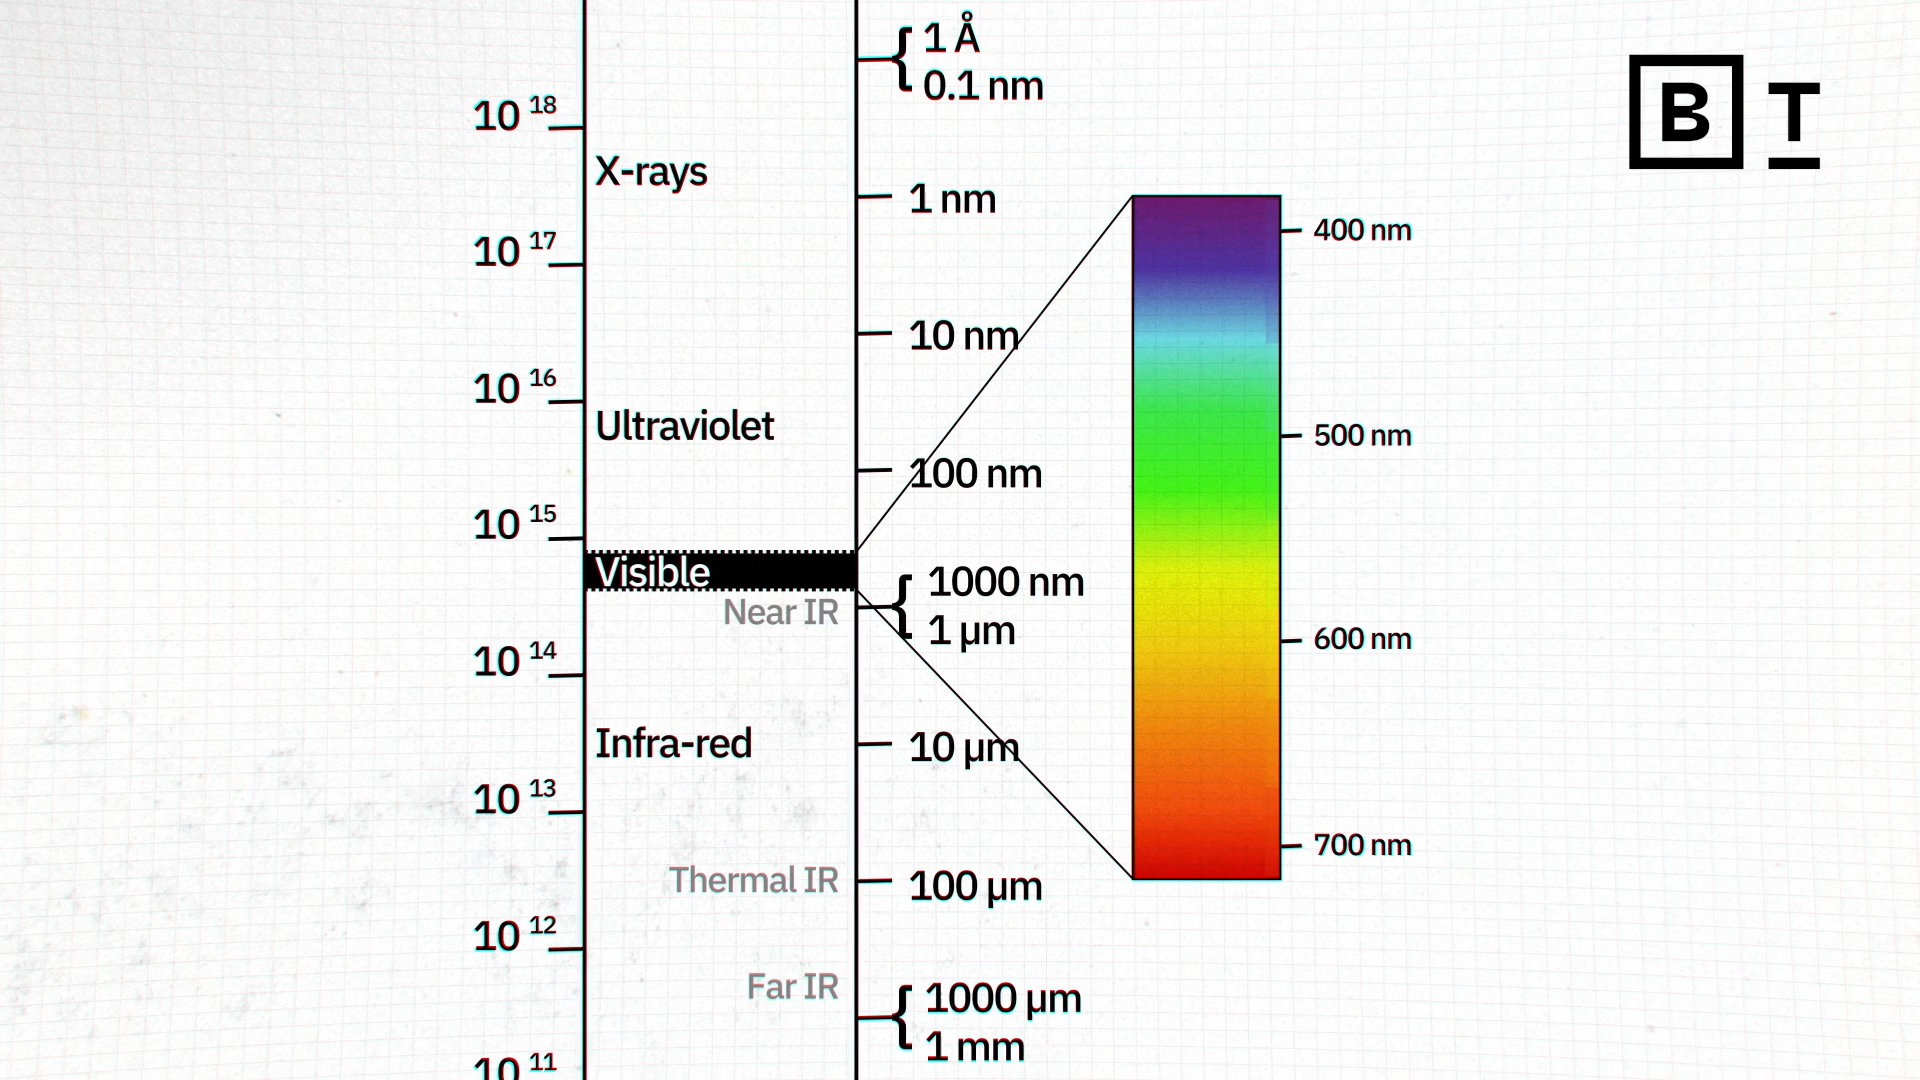 1 Å
0.1 nm
B T
10 18
X-rays
1 nm
400 nm
10 17
10 nm
10 16
Ultraviolet
500 nm
100 nm
10 15
Visible
1000 nm
Near IR
1 µm
600 nm
10 14
Infra-red
10 µm
10 13
700 nm
Thermal IR
100 µm
10 12
Far IR
1000 µm
1 mm
10 11